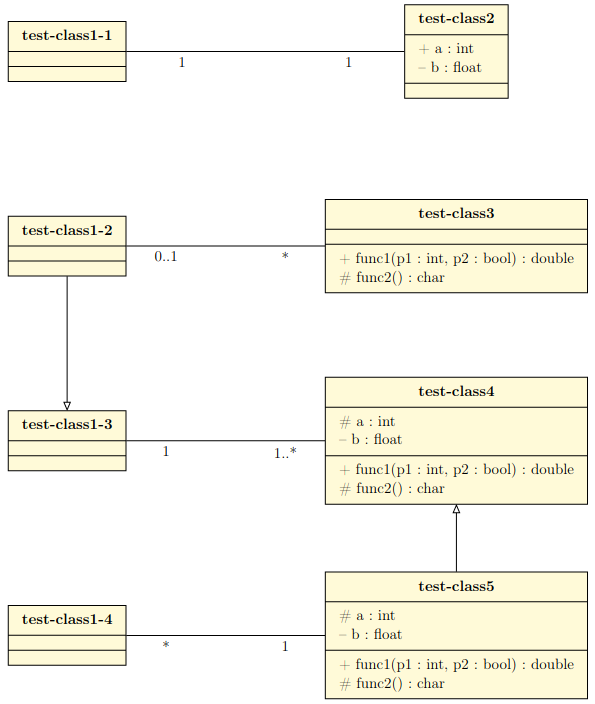 test-class1-1
1
1
test-class2
+ a : int
– b : float
test-class1-2
0..1
*
test-class3
+ func1(p1 : int, p2 : bool) : double
# func2() : char
test-class1-3
1
1..*
test-class4
# a : int
– b : float
+ func1(p1 : int, p2 : bool) : double
# func2() : char
test-class1-4
*
1
test-class5
# a : int
– b : float
+ func1(p1 : int, p2 : bool) : double
# func2() : char